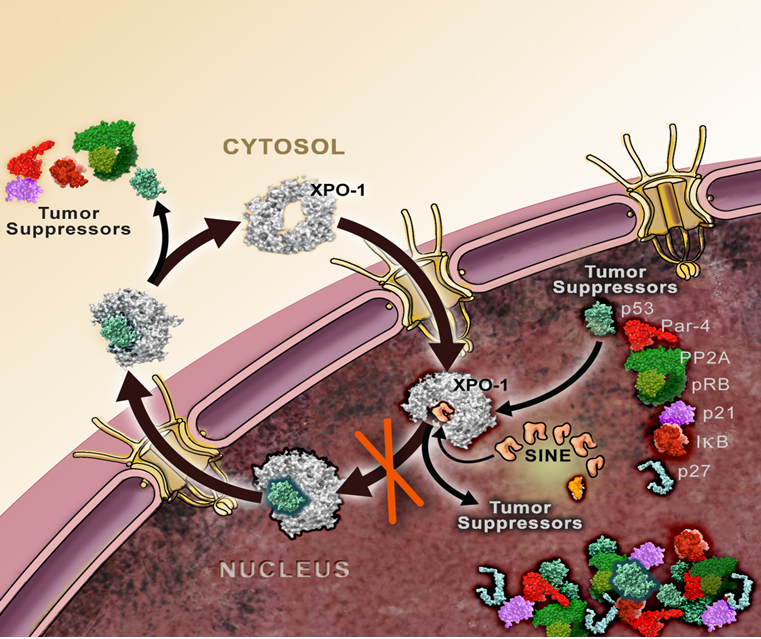 CYTOSOL
XPO-1
Tumor
Suppressors
Tumor
Suppressors
p53
Par-4
PP2A
pRB
p21
IκB
p27
XPO-1
SINE
Tumor
Suppressors
NUCLEUS